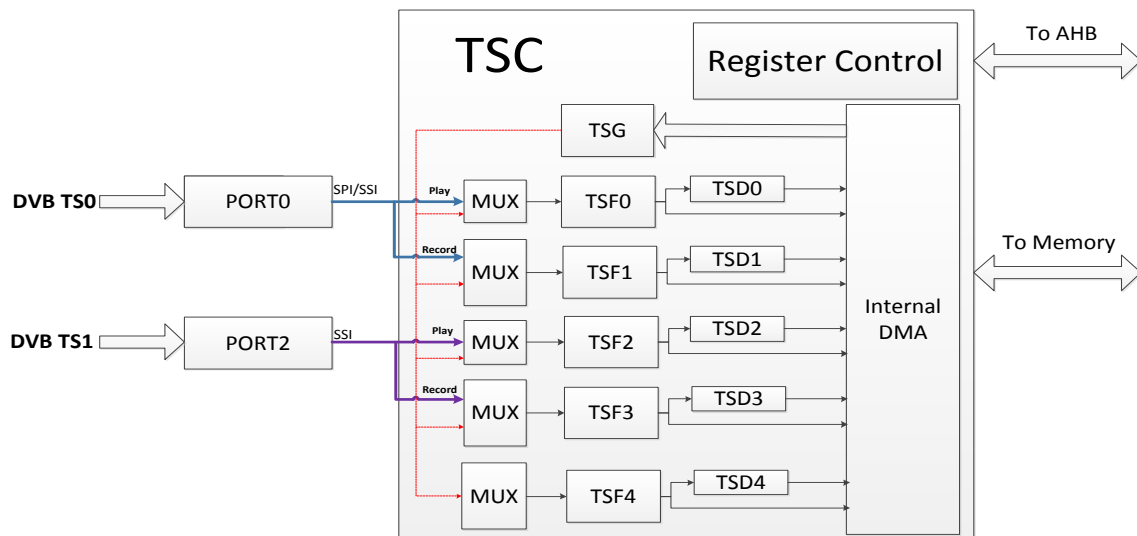 TSC
Register Control
To AHB
TSG
DVB TS0
PORT0
SPI/SSI
Play
MUX
TSF0
TSD0
Record
MUX
TSF1
TSD1
To Memory
Internal
DMA
DVB TS1
PORT2
SSI
Play
MUX
TSF2
TSD2
Record
MUX
TSF3
TSD3
MUX
TSF4
TSD4